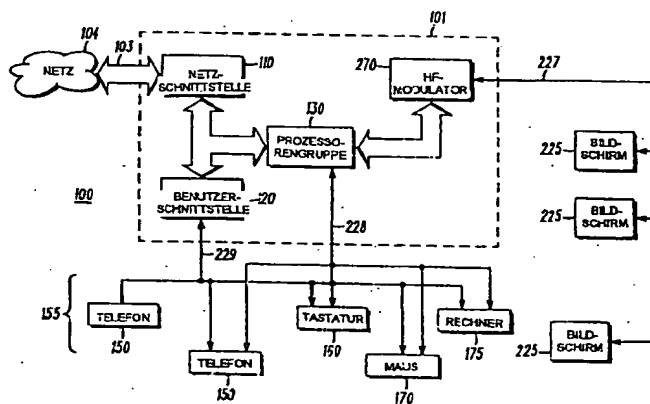 104
103
NETZ
110
NETZ-
SCHNITTSTELLE
101
270
HF-
MODULATOR
227
130
PROZESSO-
RENGRUPPE
BENUTZER-
SCHNITTSTELLE
120
100
229
228
225
BILD-
SCHIRM
225
BILD-
SCHIRM
155
TELEFON
150
TELEFON
150
TASTATUR
160
MAUS
170
RECHNER
175
225
BILD-
SCHIRM